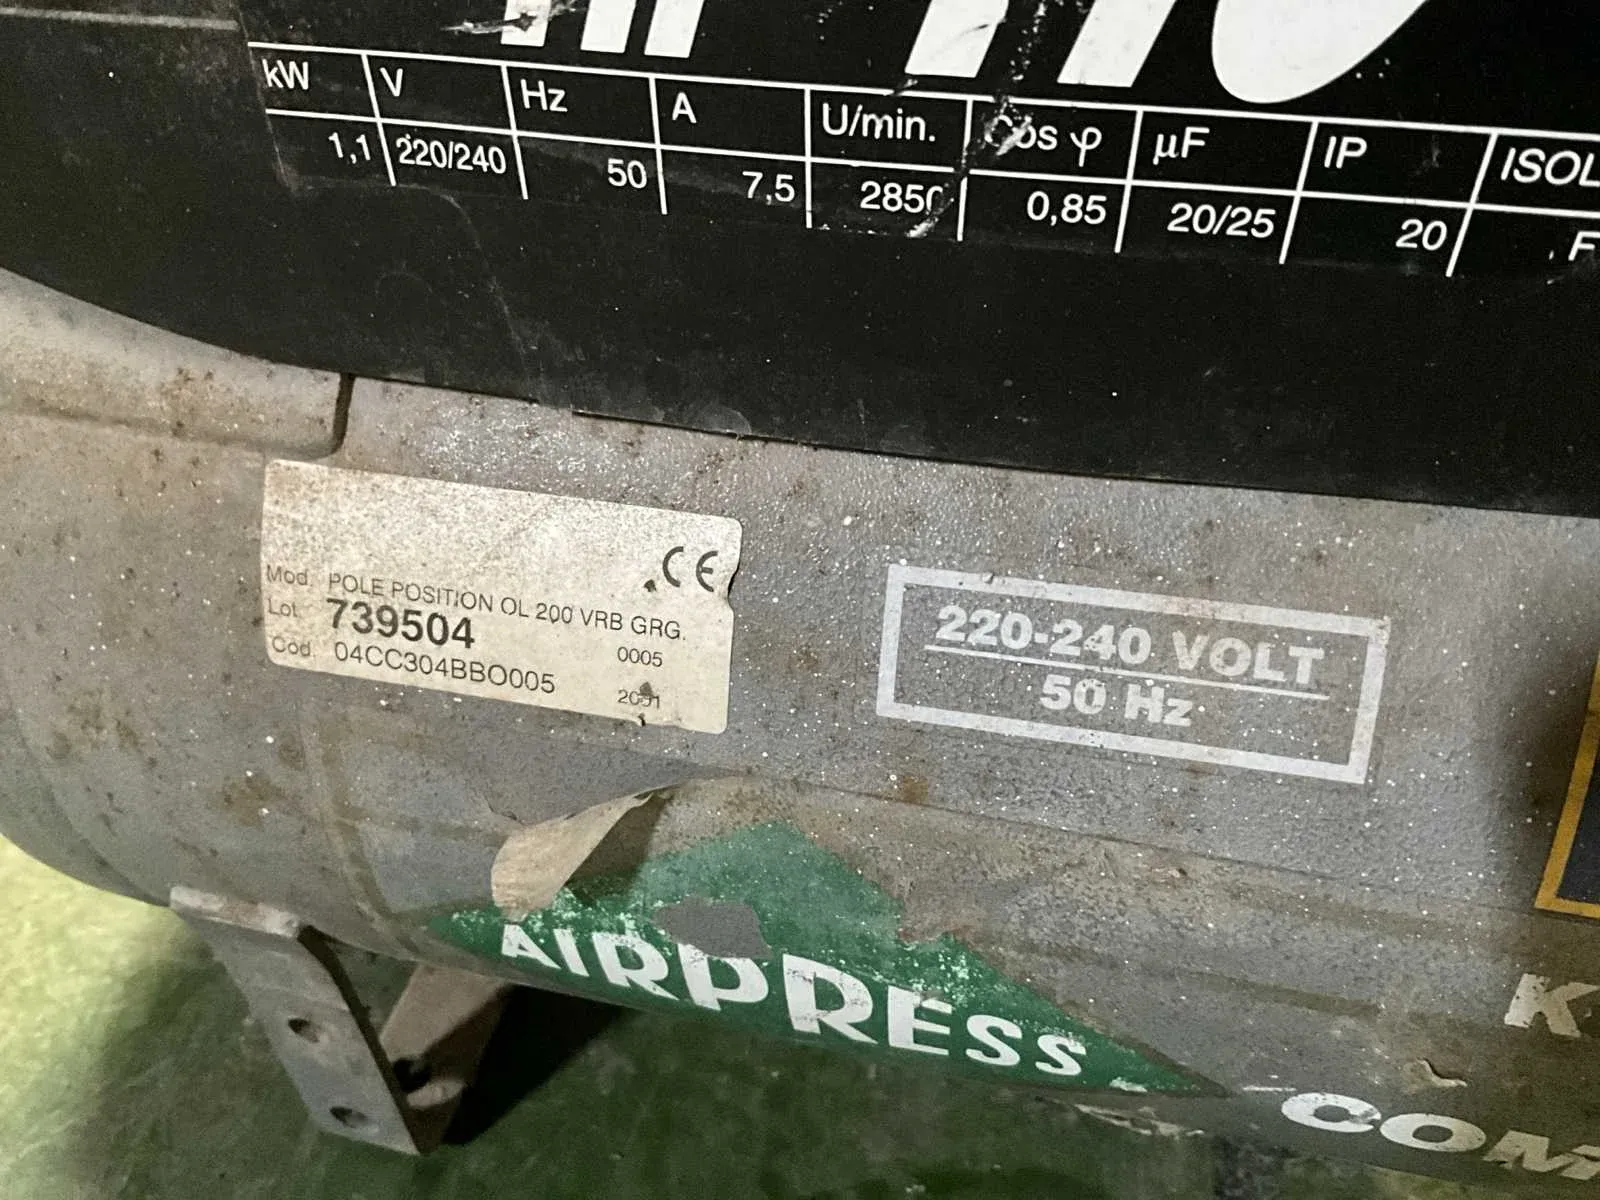 kW V Hz A U/min. Cos φ µF IP ISOL
1,1 220/240 50 7,5 2850 0,85 20/25 20 F
CE
Mod. POLE POSITION OL 200 VRB GRG.
Lot 739504 0005
Cod. 04CC304BBO005
220-240 VOLT
50 Hz
AIRPRESS
K
COM